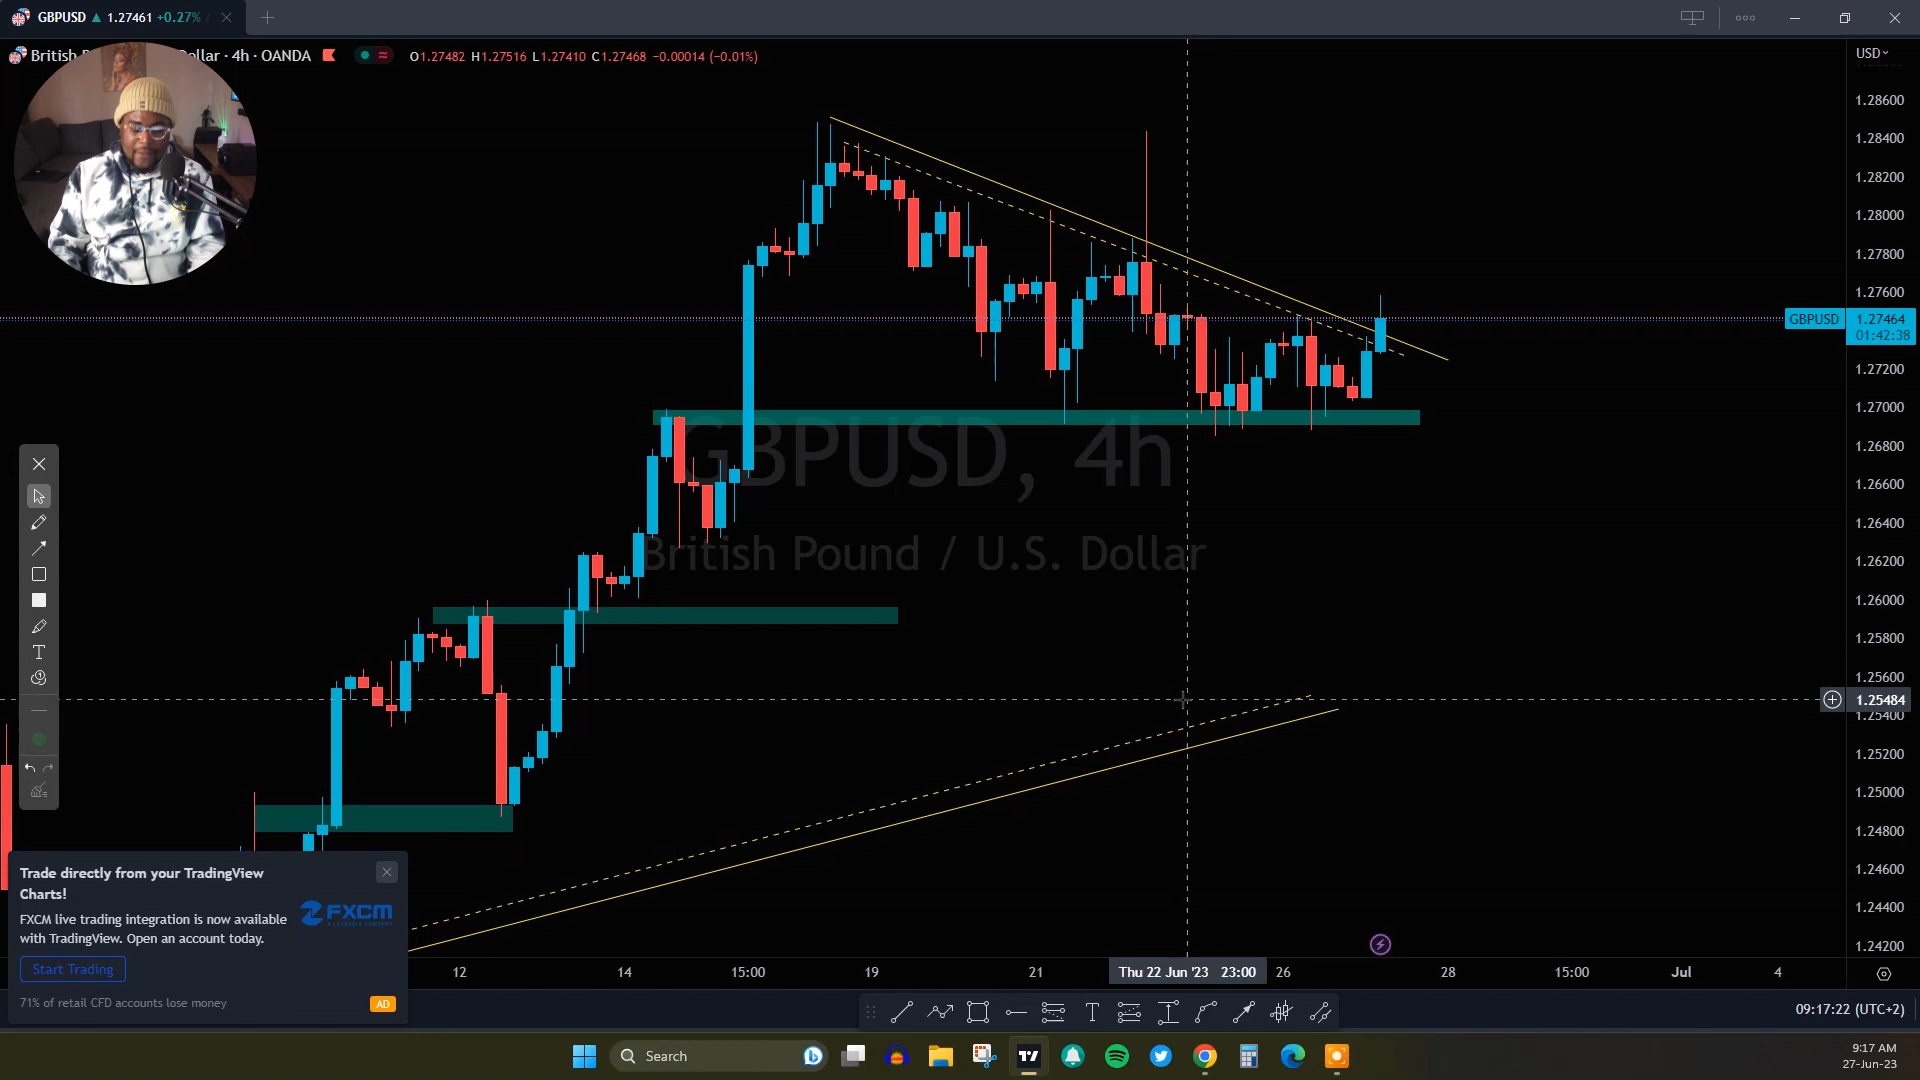 GBPUSD ▲ 1.27461 +0.27% /
British P Dollar · 4h · OANDA O1.27482 H1.27516 L1.27410 C1.27468 −0.00014 (−0.01%)
USD
1.28600
1.28400
1.28200
1.28000
1.27800
1.27600
GBPUSD 1.27464
01:42:38
1.27200
1.27000
1.26800
1.26600
1.26400
1.26200
1.26000
1.25800
1.25600
1.25484
1.25400
1.25200
1.25000
1.24800
1.24600
1.24400
1.24200
GBPUSD, 4h
British Pound / U.S. Dollar
Trade directly from your TradingView
Charts!
FXCM live trading integration is now available
with TradingView. Open an account today.
FXCM
Start Trading
71% of retail CFD accounts lose money
AD
12 14 15:00 19 21 Thu 22 Jun '23 23:00 26 28 15:00 Jul 4
09:17:22 (UTC+2)
Search
9:17 AM
27-Jun-23